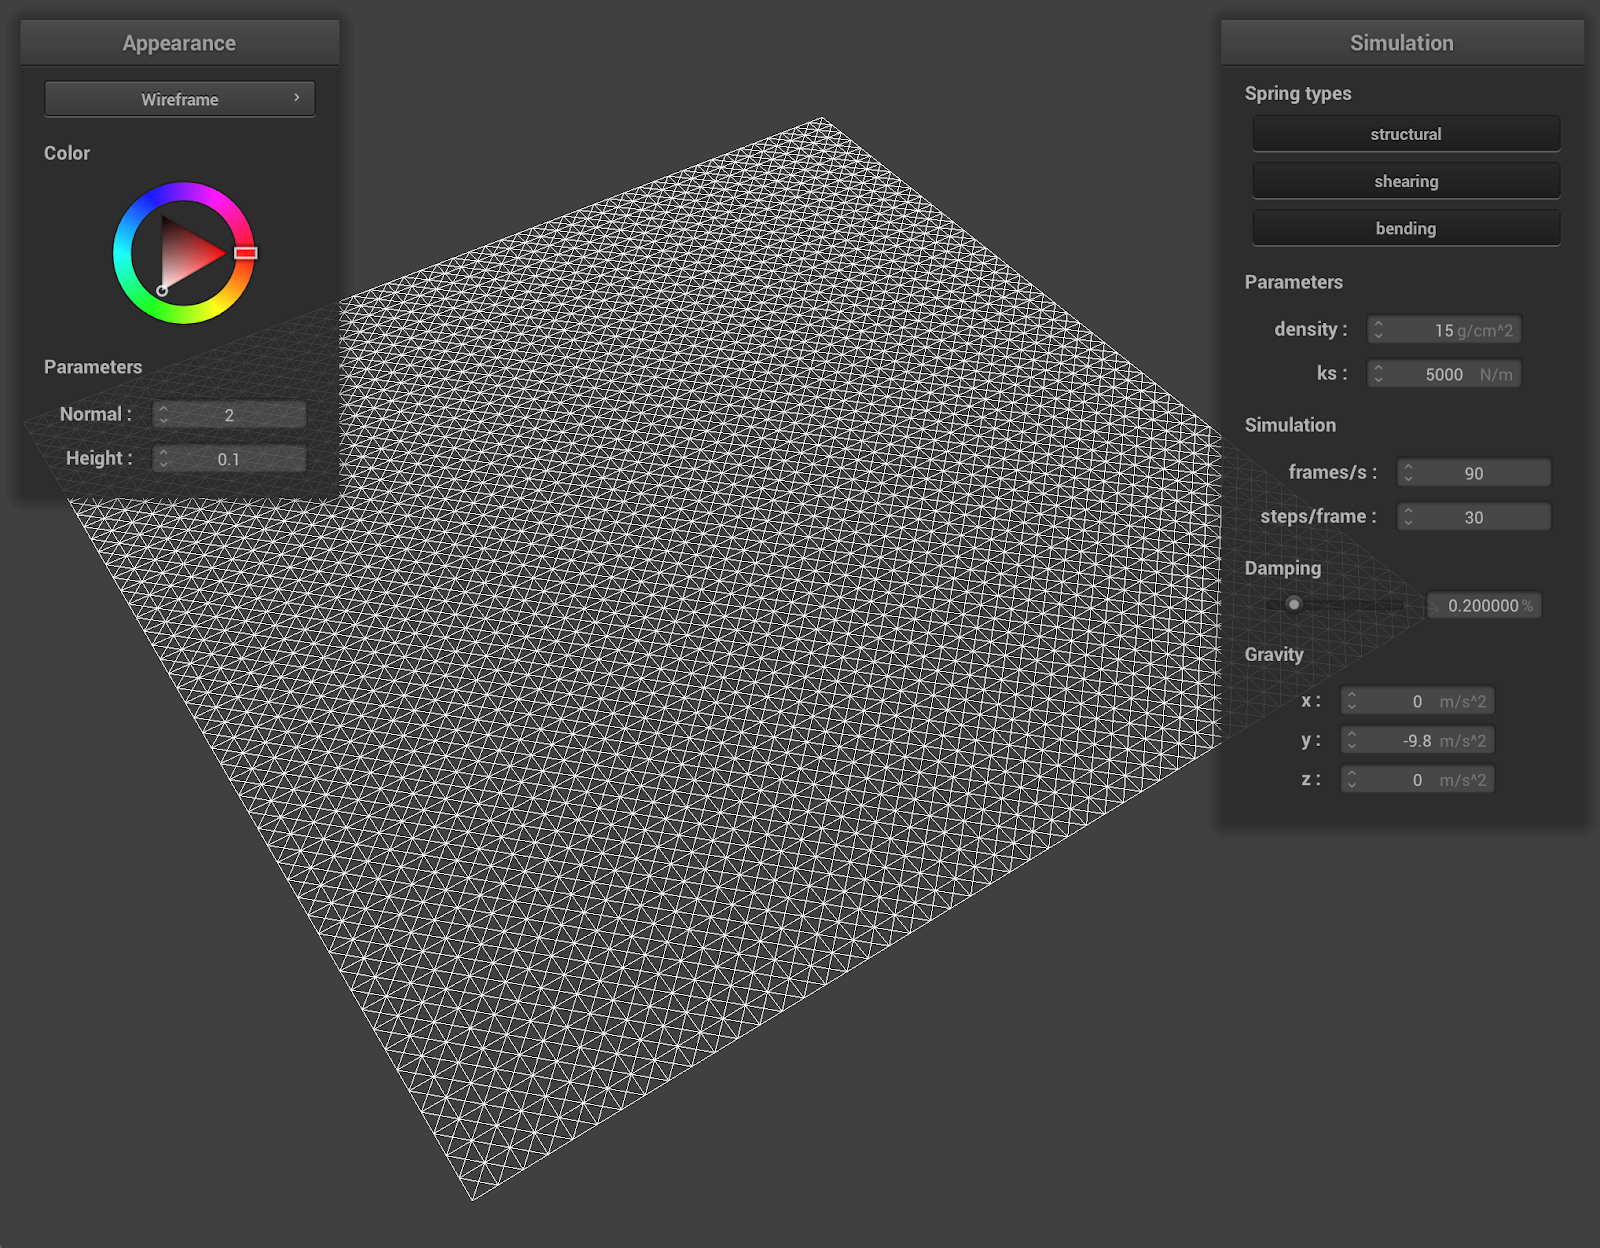 Appearance
Wireframe
Color
Parameters
Normal : 2
Height : 0.1
Simulation
Spring types
structural
shearing
bending
Parameters
density : 15 g/cm^2
ks : 5000 N/m
Simulation
frames/s : 90
steps/frame : 30
Damping
0.200000 %
Gravity
x : 0 m/s^2
y : -9.8 m/s^2
z : 0 m/s^2